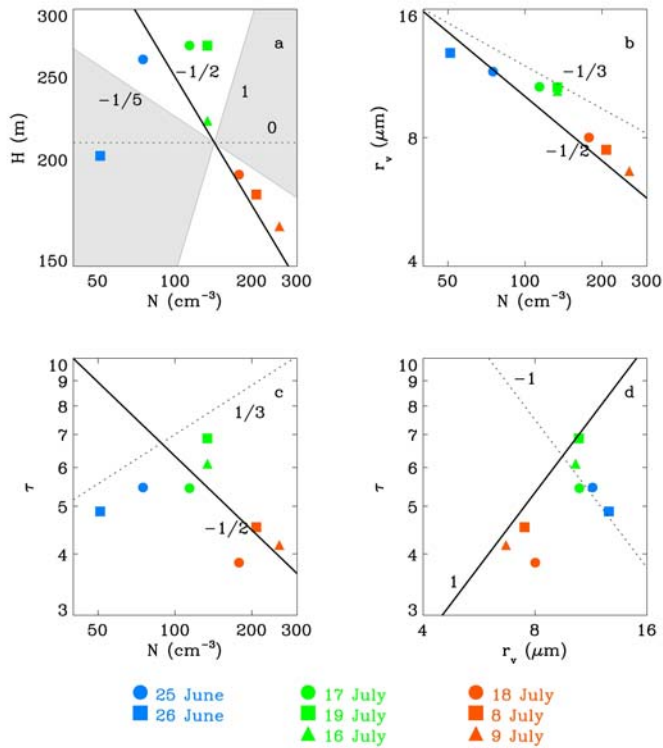 300
a
−1/2
250
−1/5
1
H (m)
0
200
150
50 100 200 300
N (cm⁻³)
16
b
−1/3
r_v (μm)
8
−1/2
4
50 100 200 300
N (cm⁻³)
10
9
c
8
1/3
7
τ
6
5
−1/2
4
3
50 100 200 300
N (cm⁻³)
10
−1
9
d
8
7
τ
6
5
4
1
3
4 8 16
r_v (μm)
25 June 17 July 18 July
26 June 19 July 8 July
16 July 9 July